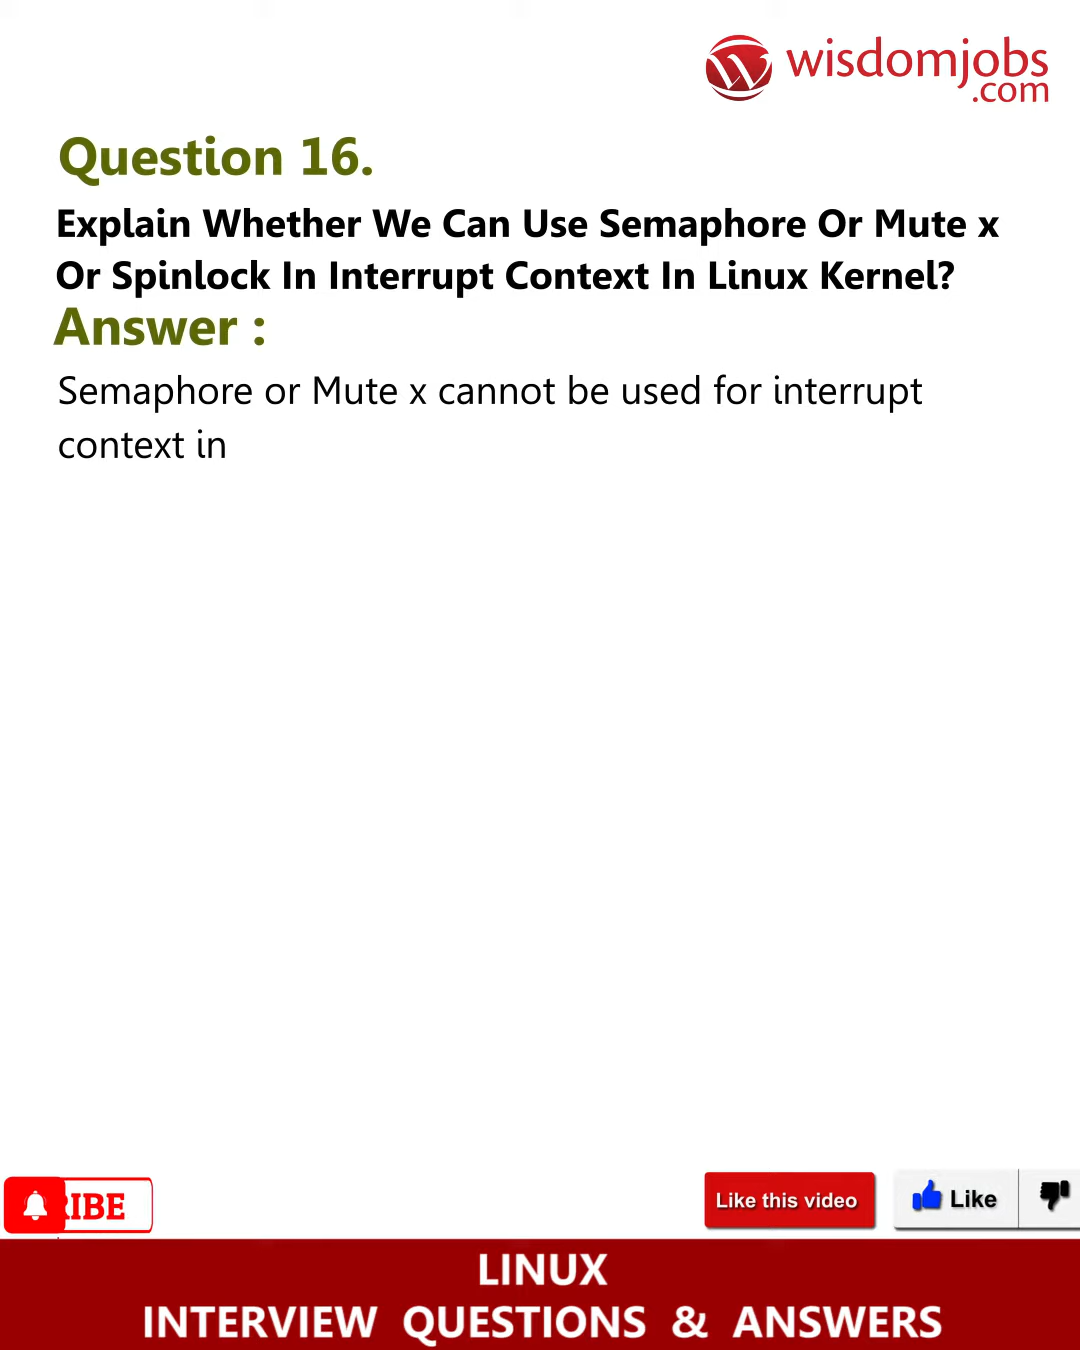 wisdomjobs
.com
Question 16.
Explain Whether We Can Use Semaphore Or Mute x
Or Spinlock In Interrupt Context In Linux Kernel?
Answer :
Semaphore or Mute x cannot be used for interrupt
context in
RIBE
Like this video
Like
LINUX
INTERVIEW QUESTIONS & ANSWERS